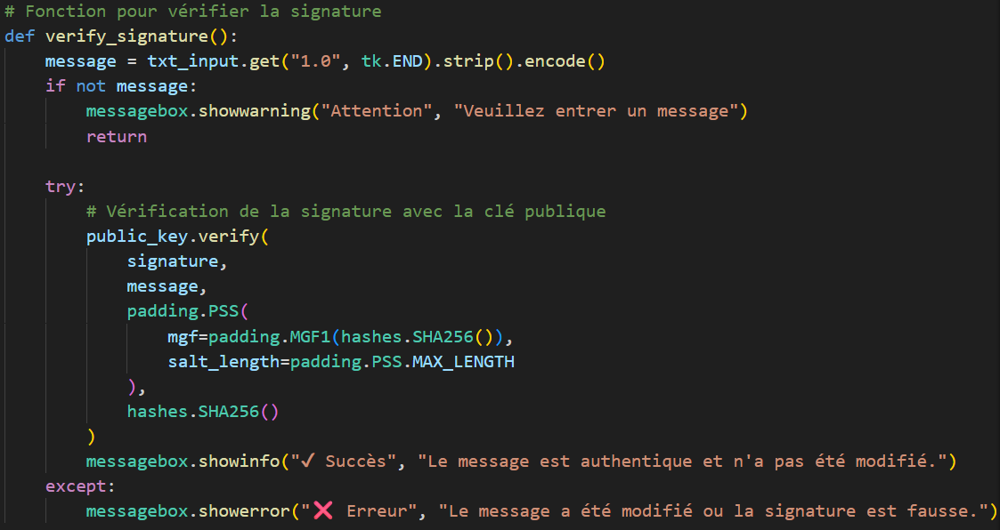 # Fonction pour vérifier la signature
def verify_signature():
    message = txt_input.get("1.0", tk.END).strip().encode()
    if not message:
        messagebox.showwarning("Attention", "Veuillez entrer un message")
        return

    try:
        # Vérification de la signature avec la clé publique
        public_key.verify(
            signature,
            message,
            padding.PSS(
                mgf=padding.MGF1(hashes.SHA256()),
                salt_length=padding.PSS.MAX_LENGTH
            ),
            hashes.SHA256()
        )
        messagebox.showinfo("✓ Succès", "Le message est authentique et n'a pas été modifié.")
    except:
        messagebox.showerror("❌ Erreur", "Le message a été modifié ou la signature est fausse.")